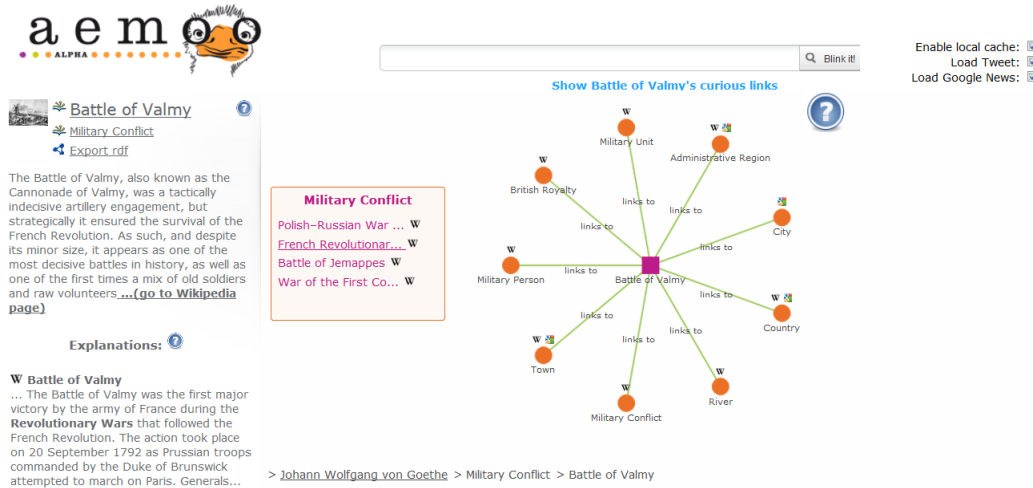 aemoo
ALPHA
Blink it!
Enable local cache:
Load Tweet:
Load Google News:
Show Battle of Valmy's curious links
Battle of Valmy
Military Conflict
Export rdf
The Battle of Valmy, also known as the
Cannonade of Valmy, was a tactically
indecisive artillery engagement, but
strategically it ensured the survival of the
French Revolution. As such, and despite
its minor size, it appears as one of the
most decisive battles in history, as well as
one of the first times a mix of old soldiers
and raw volunteers ...(go to Wikipedia
page)
Explanations:
W Battle of Valmy
... The Battle of Valmy was the first major
victory by the army of France during the
Revolutionary Wars that followed the
French Revolution. The action took place
on 20 September 1792 as Prussian troops
commanded by the Duke of Brunswick
attempted to march on Paris. Generals...
Military Conflict
Polish–Russian War ... W
French Revolutionar... W
Battle of Jemappes W
War of the First Co... W
W
Military Unit
W
Administrative Region
W
British Royalty
links to
links to
links to
City
links to
W
Military Person
links to
Battle of Valmy
links to
W
Country
links to
links to
links to
W
Town
W
River
W
Military Conflict
> Johann Wolfgang von Goethe > Military Conflict > Battle of Valmy